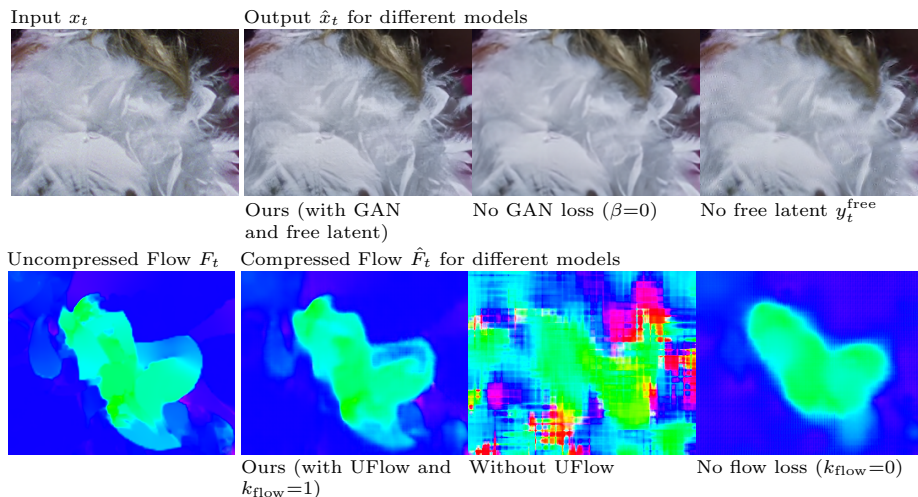 Input $x_t$
Output $\hat{x}_t$ for different models
Ours (with GAN
and free latent)
No GAN loss ($\beta$=0)
No free latent $y_t^{\text{free}}$
Uncompressed Flow $F_t$
Compressed Flow $\hat{F}_t$ for different models
Ours (with UFlow and
$k_{\text{flow}}$=1)
Without UFlow
No flow loss ($k_{\text{flow}}$=0)